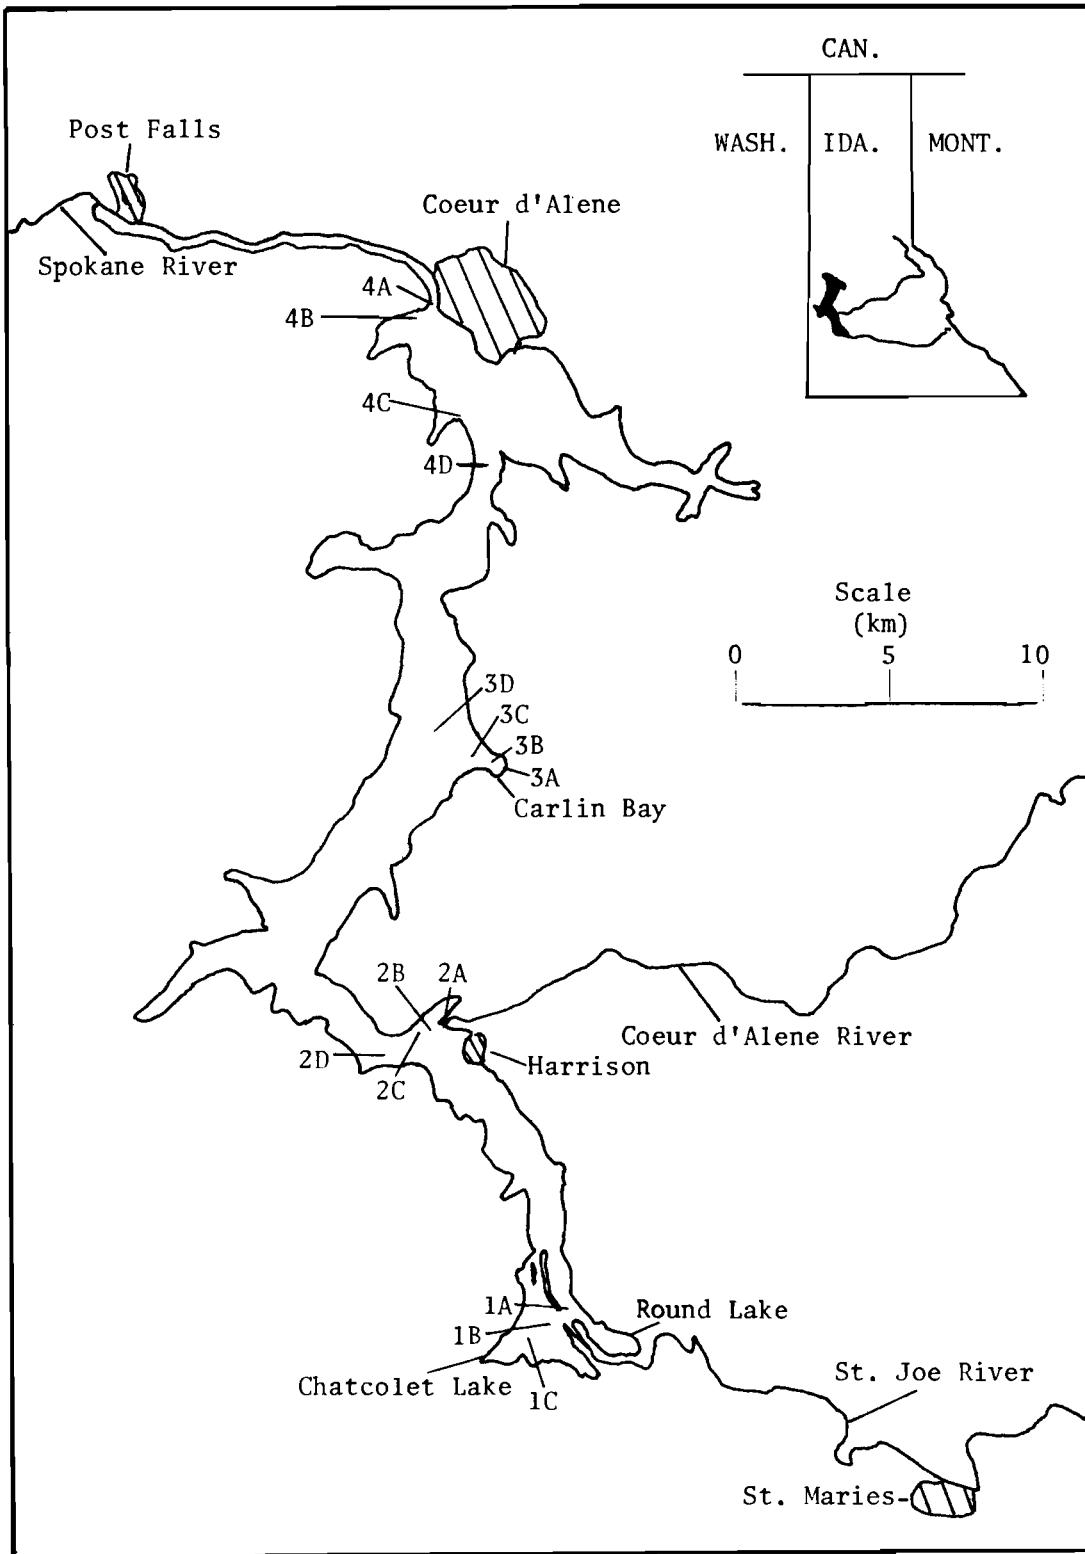 CAN.
Post Falls
WASH.
IDA.
MONT.
Coeur d'Alene
Spokane River
4A
4B
4C
4D
Scale
(km)
0
5
10
3D
3C
3B
3A
Carlin Bay
2B
2A
Coeur d'Alene River
2D
Harrison
2C
1A
Round Lake
1B
St. Joe River
Chatcolet Lake
1C
St. Maries